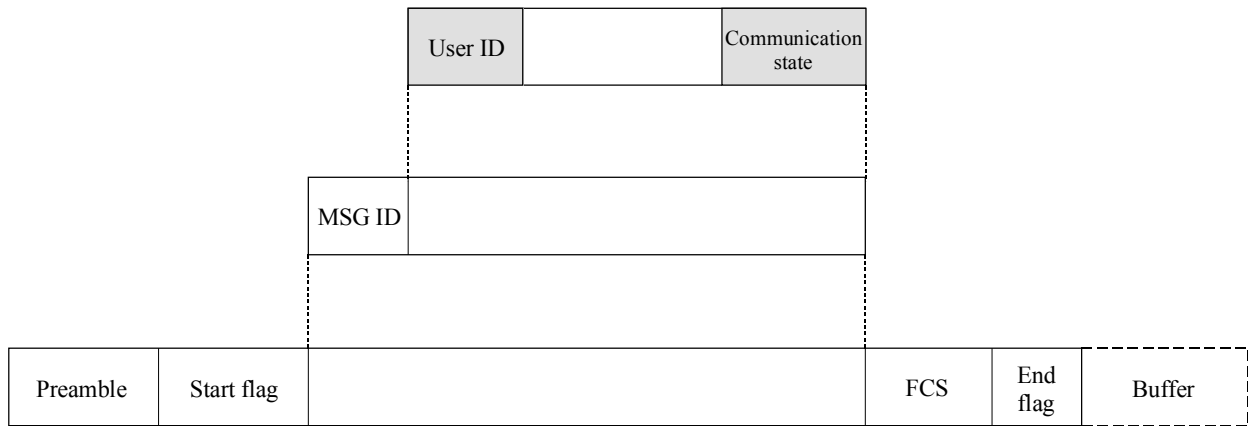 User ID
Communication
state
MSG ID
Preamble
Start flag
FCS
End
flag
Buffer